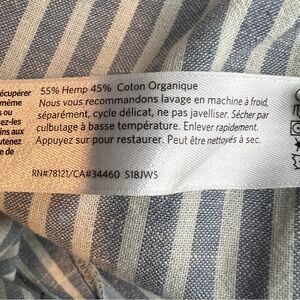 récupérer
même
s ou
sez-les
ins aux
outenez
e de
55% Hemp 45% Coton Organique
Nous vous recommandons lavage en machine à froid,
séparément, cycle délicat, ne pas javelliser. Sécher par
culbutage à basse température. Enlever rapidement.
Appuyez sur pour restaurer. Peut être nettoyés à sec.
RN#78121/CA#34460 S18JWS